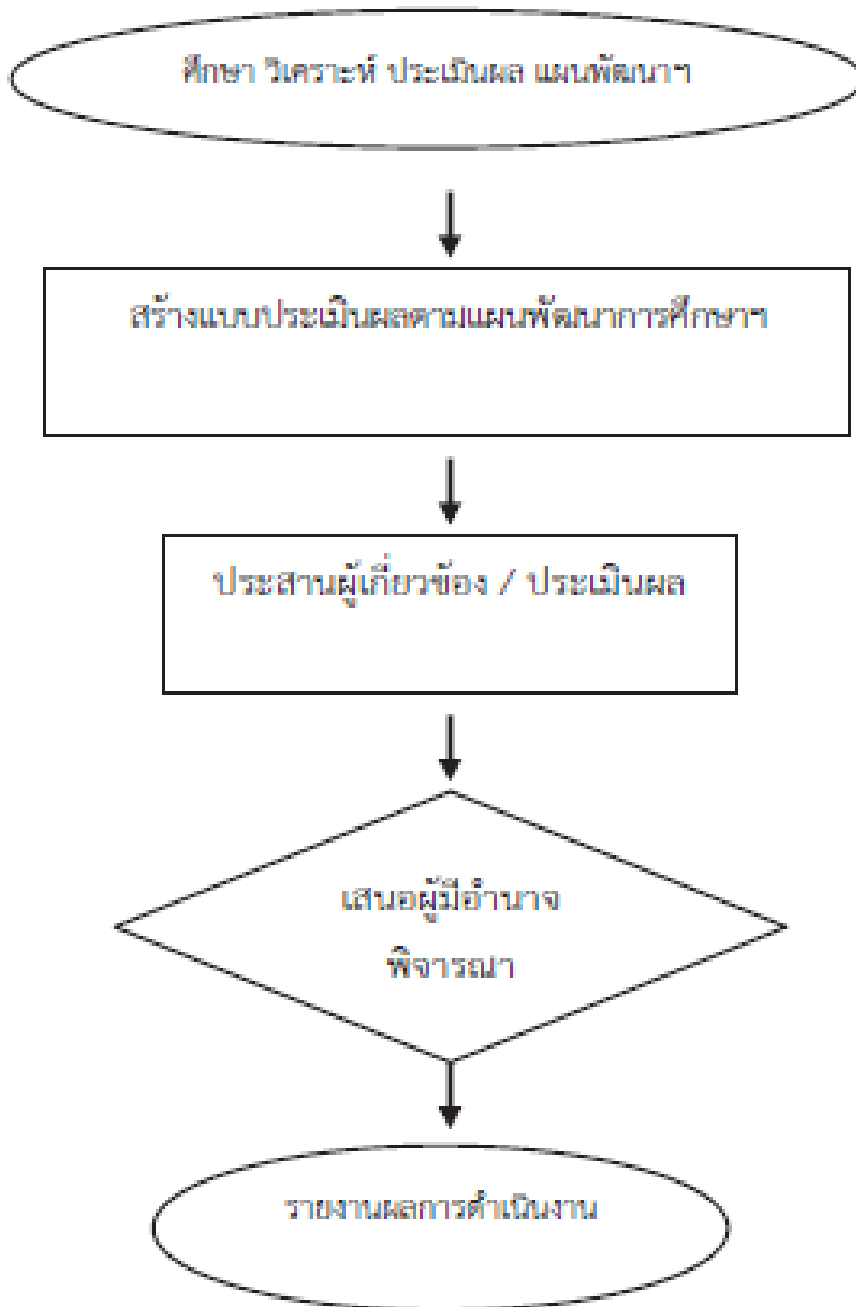 ศึกษา วิเคราะห์ ประเมินผล แผนพัฒนาฯ
สร้างแบบประเมินผลตามแผนพัฒนาการศึกษาฯ
ประสานผู้เกี่ยวข้อง / ประเมินผล
เสนอผู้มีอำนาจ
พิจารณา
รายงานผลการดำเนินงาน